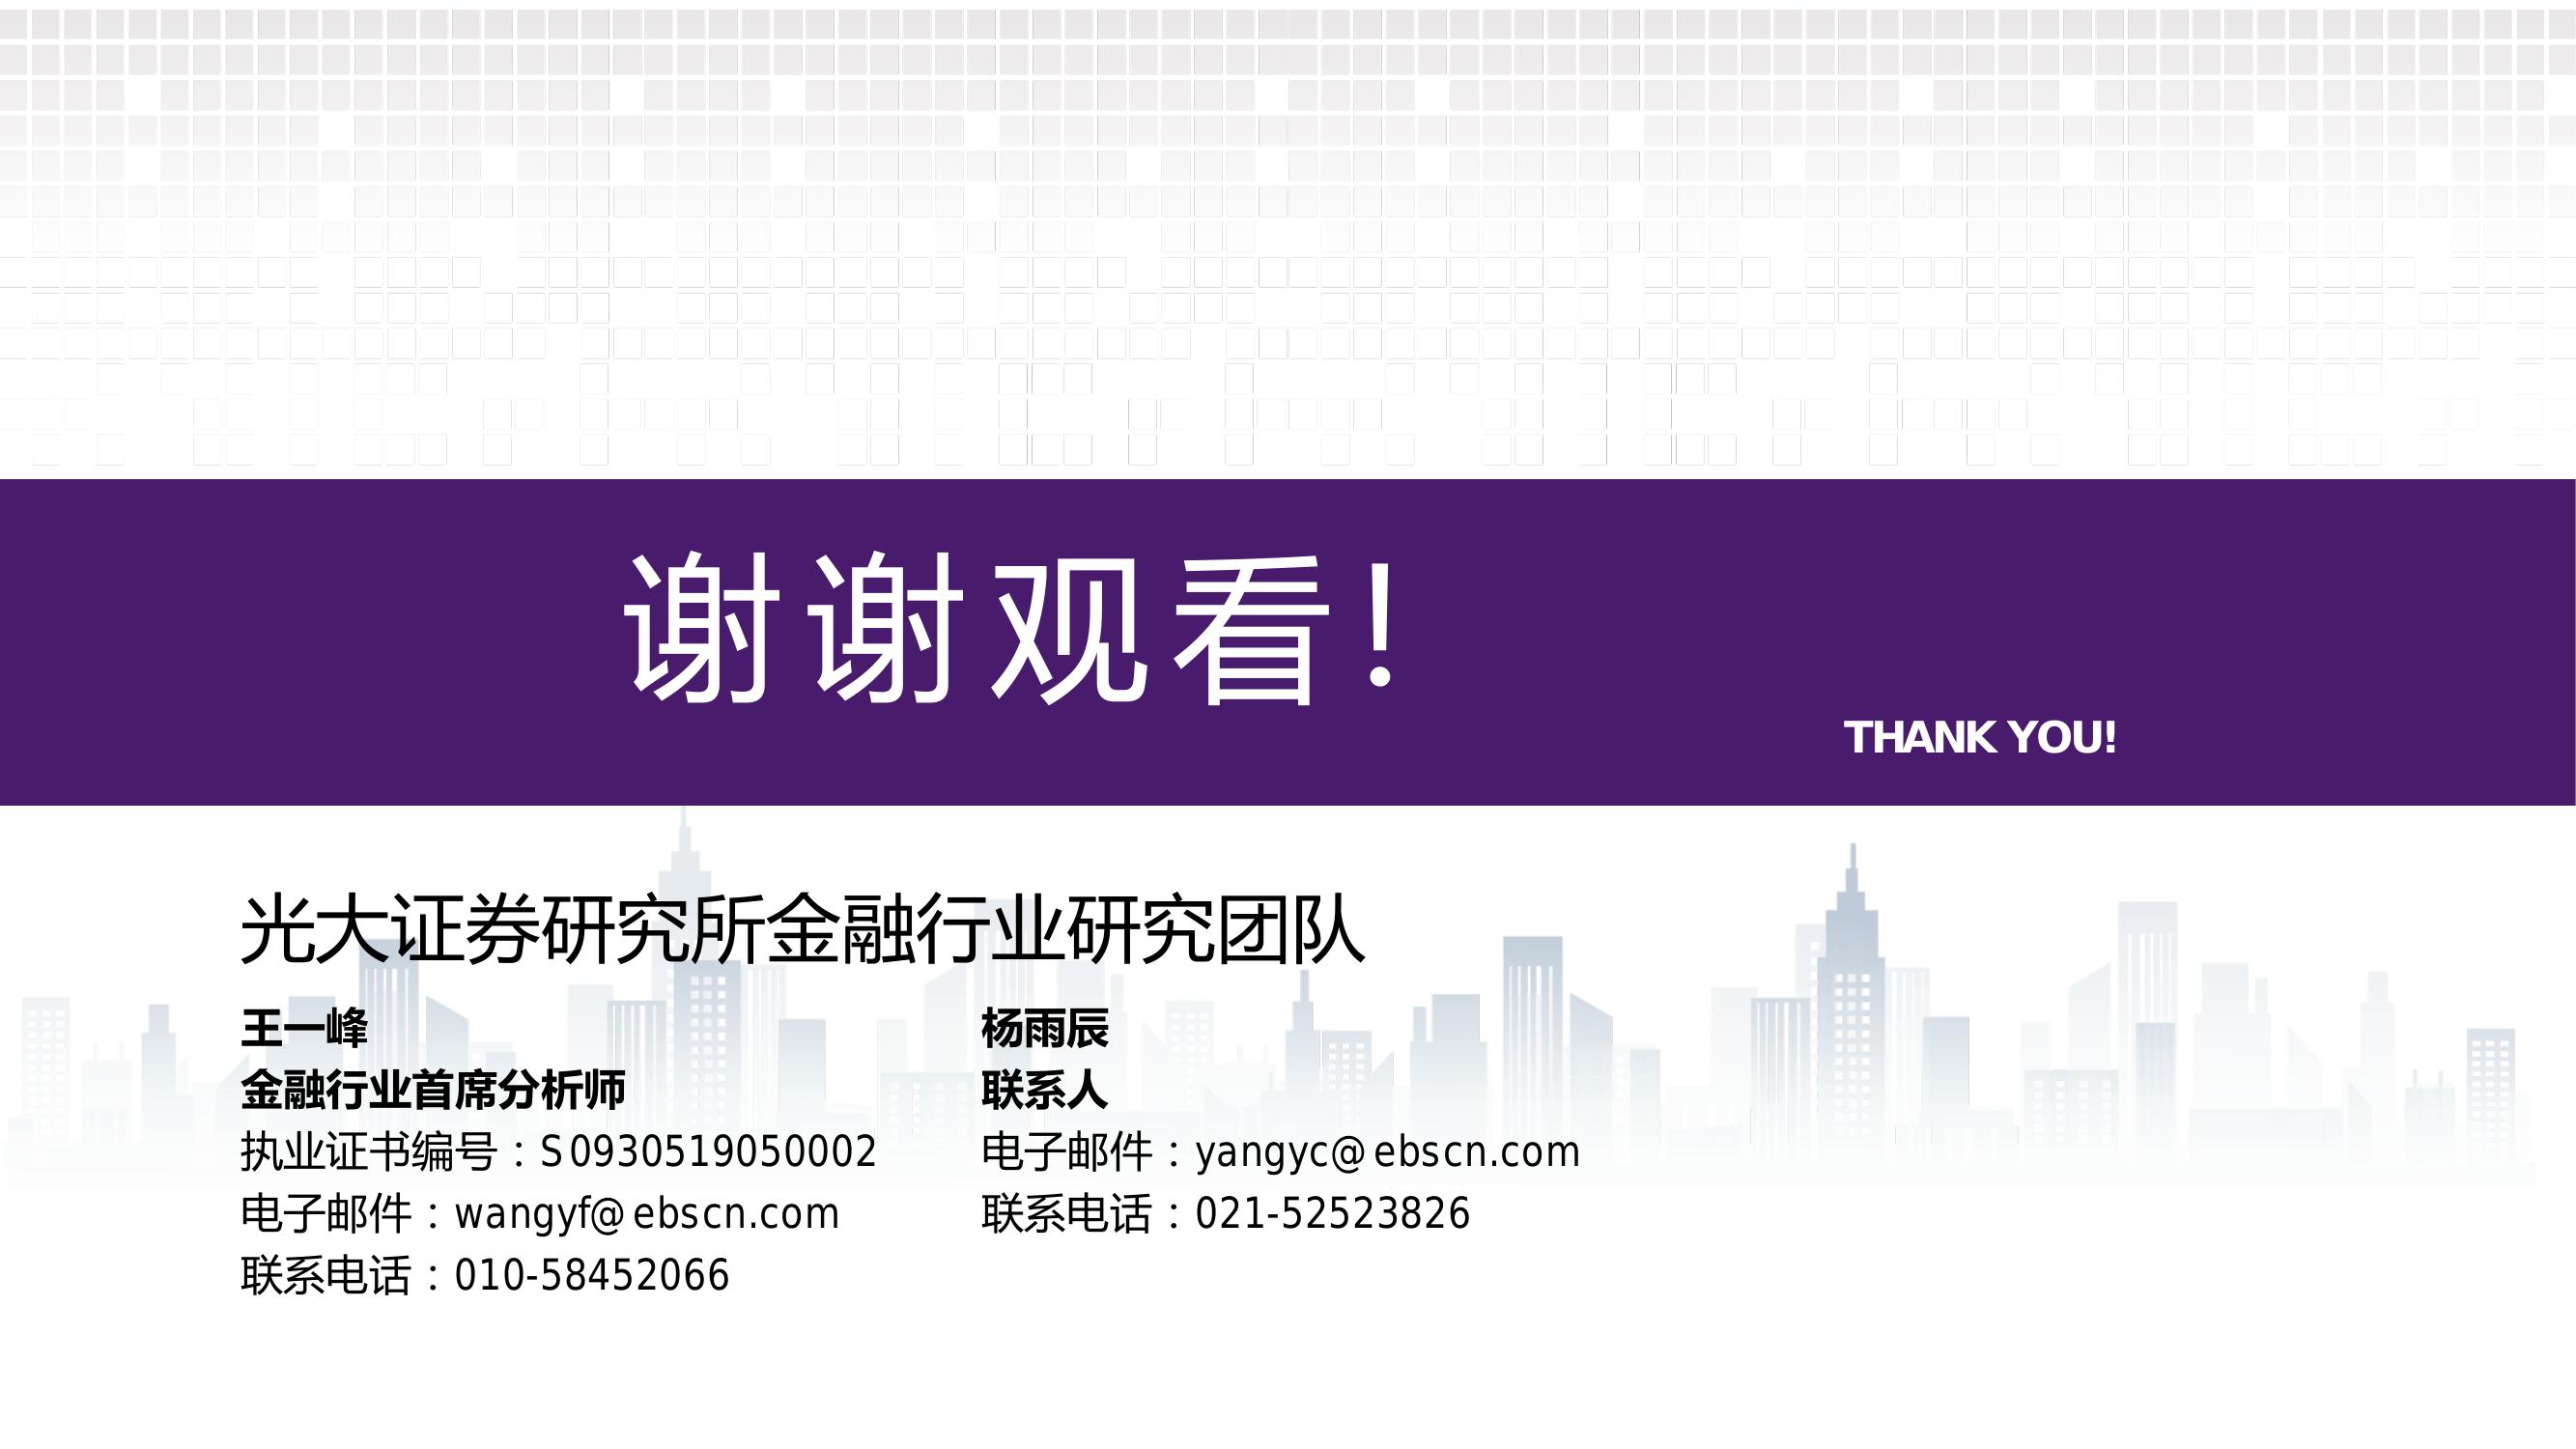 谢谢观看！
THANK YOU!
光大证券研究所金融行业研究团队
王一峰
金融行业首席分析师
执业证书编号：S0930519050002
电子邮件：wangyf@ebscn.com
联系电话：010-58452066
杨雨辰
联系人
电子邮件：yangyc@ebscn.com
联系电话：021-52523826